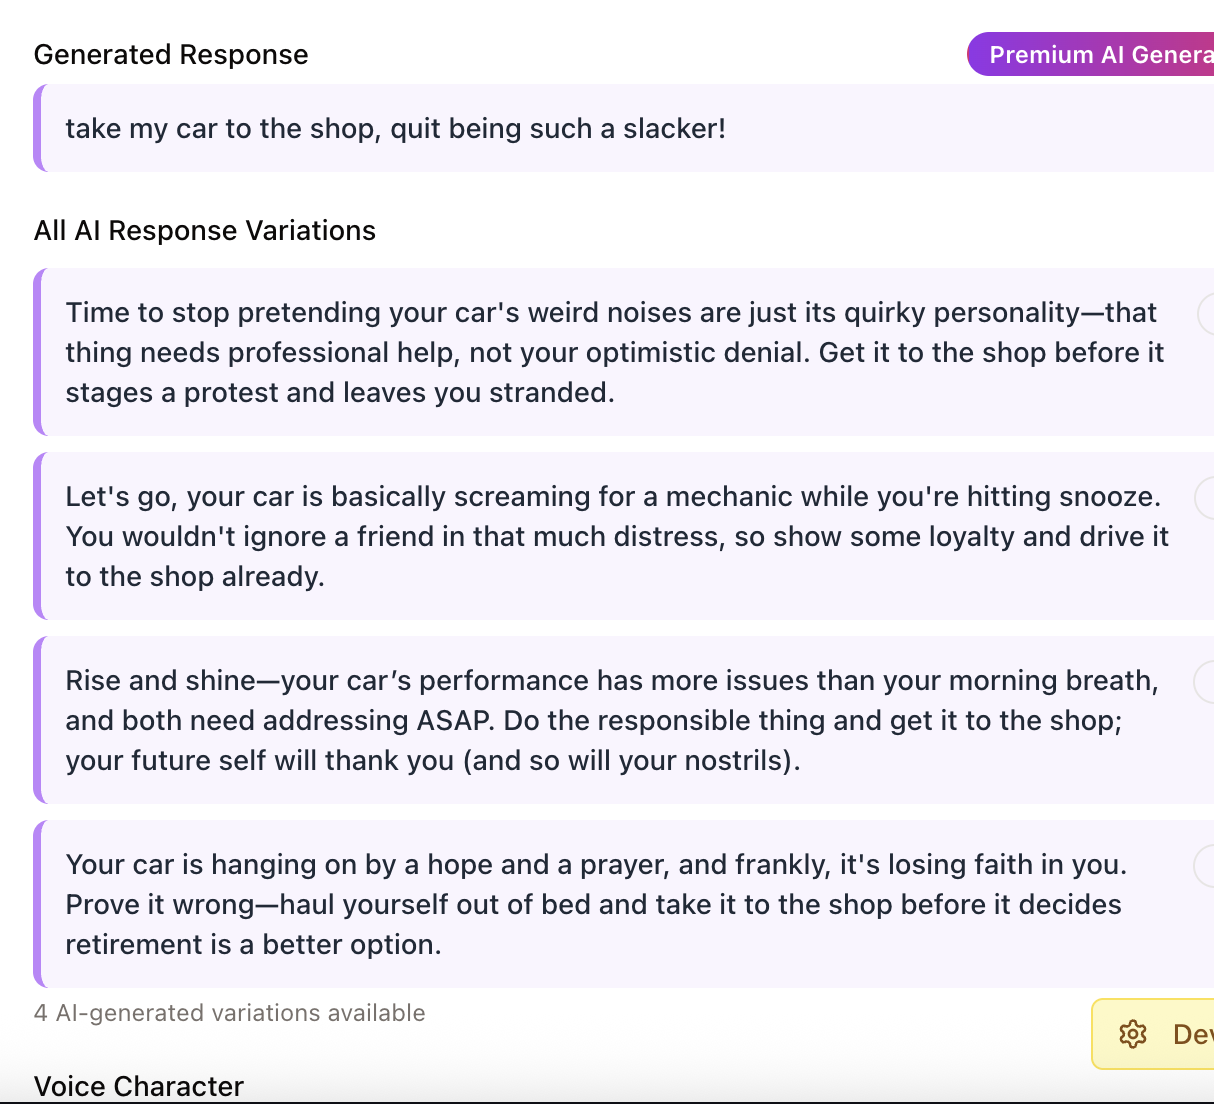 Generated Response
Premium AI Genera
take my car to the shop, quit being such a slacker!
All AI Response Variations
Time to stop pretending your car's weird noises are just its quirky personality—that
thing needs professional help, not your optimistic denial. Get it to the shop before it
stages a protest and leaves you stranded.
Let's go, your car is basically screaming for a mechanic while you're hitting snooze.
You wouldn't ignore a friend in that much distress, so show some loyalty and drive it
to the shop already.
Rise and shine—your car’s performance has more issues than your morning breath,
and both need addressing ASAP. Do the responsible thing and get it to the shop;
your future self will thank you (and so will your nostrils).
Your car is hanging on by a hope and a prayer, and frankly, it's losing faith in you.
Prove it wrong—haul yourself out of bed and take it to the shop before it decides
retirement is a better option.
4 AI-generated variations available
Dev
Voice Character